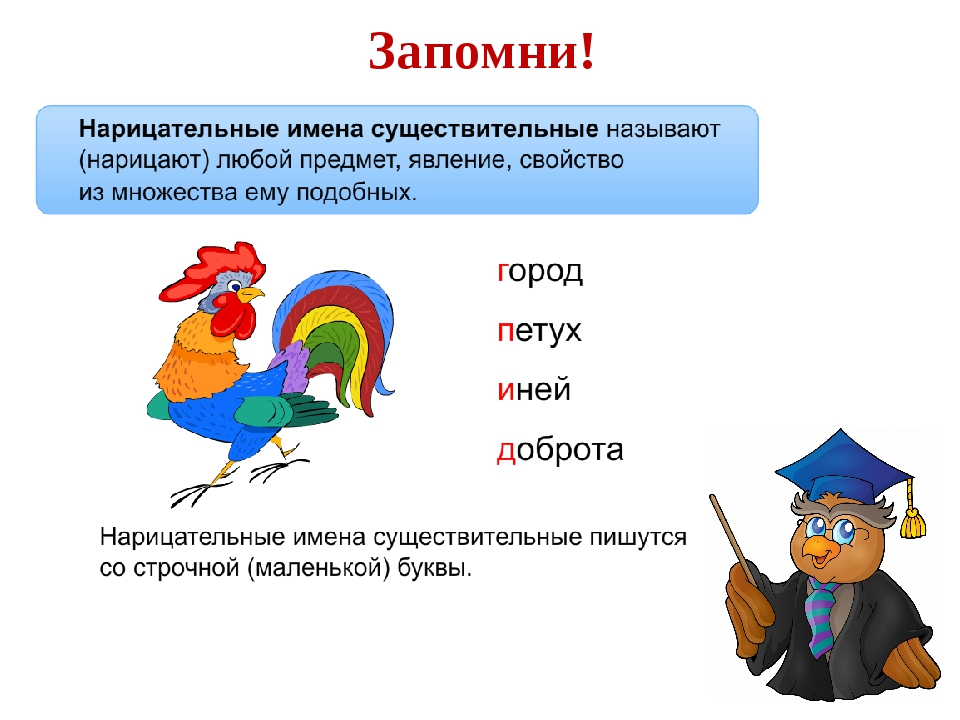 Запомни!
Нарицательные имена существительные называют
(нарицают) любой предмет, явление, свойство
из множества ему подобных.
город
петух
иней
доброта
Нарицательные имена существительные пишутся
со строчной (маленькой) буквы.